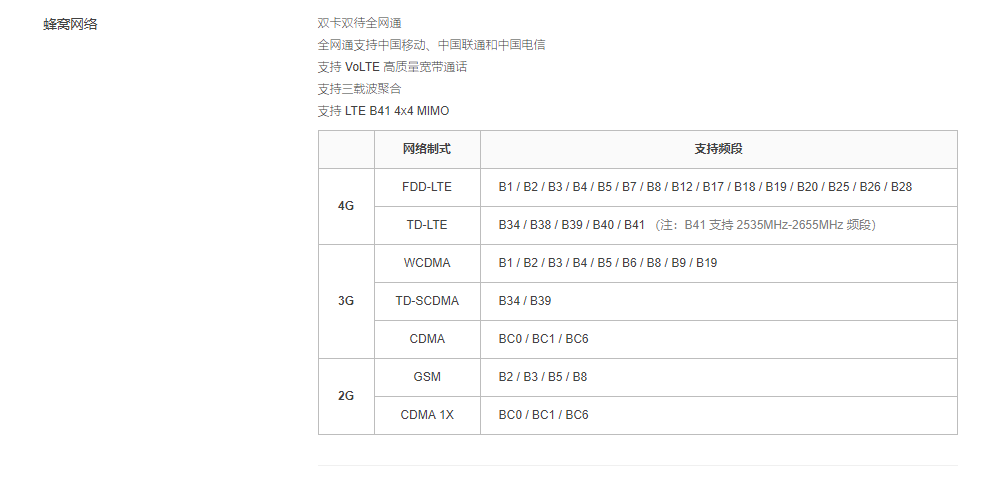 蜂窝网络
双卡双待全网通
全网通支持中国移动、中国联通和中国电信
支持 VoLTE 高质量宽带通话
支持三载波聚合
支持 LTE B41 4x4 MIMO
网络制式 支持频段
4G
FDD-LTE B1 / B2 / B3 / B4 / B5 / B7 / B8 / B12 / B17 / B18 / B19 / B20 / B25 / B26 / B28
TD-LTE B34 / B38 / B39 / B40 / B41 （注：B41 支持 2535MHz-2655MHz 频段）
3G
WCDMA B1 / B2 / B3 / B4 / B5 / B6 / B8 / B9 / B19
TD-SCDMA B34 / B39
CDMA BC0 / BC1 / BC6
2G
GSM B2 / B3 / B5 / B8
CDMA 1X BC0 / BC1 / BC6